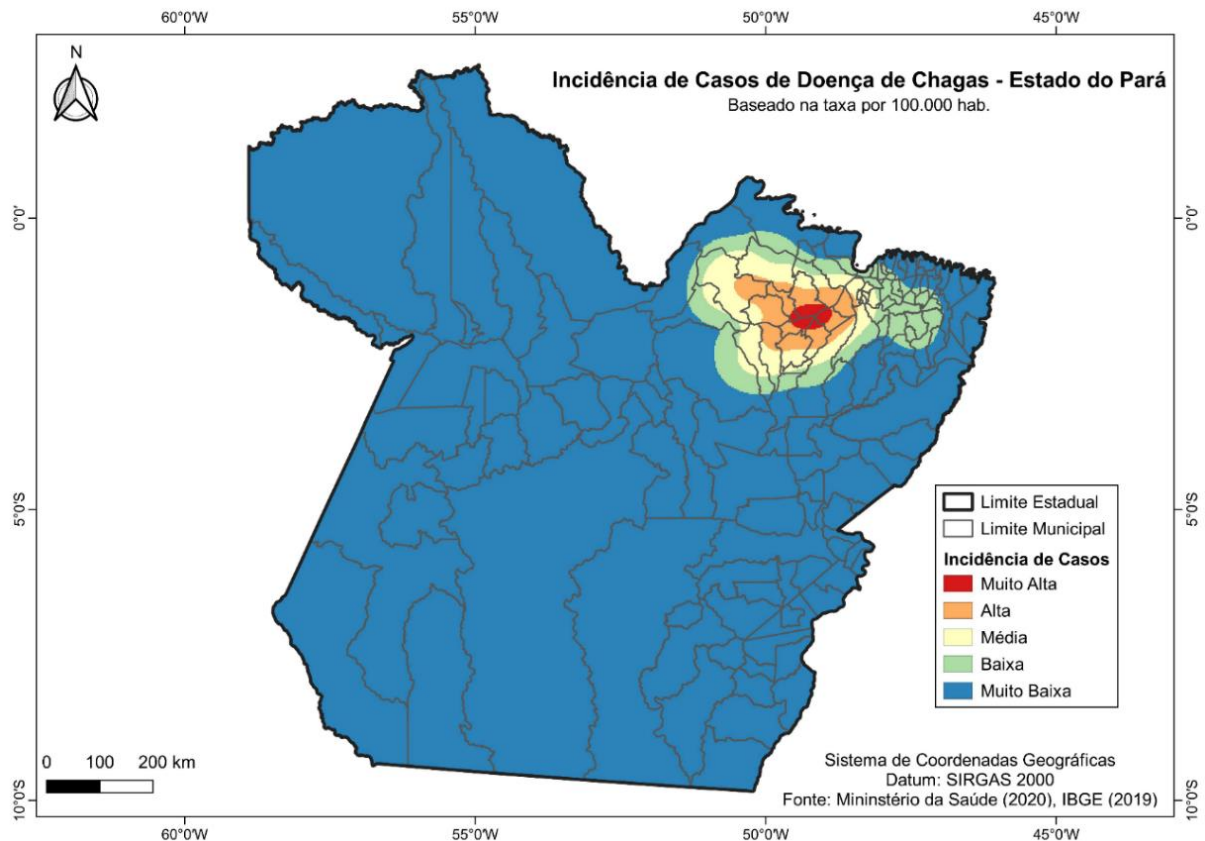 60°0'W 55°0'W 50°0'W 45°0'W
N
Incidência de Casos de Doença de Chagas - Estado do Pará
Baseado na taxa por 100.000 hab.
0°0' 0°0'
5°0'S 5°0'S
10°0'S 10°0'S
Limite Estadual
Limite Municipal
Incidência de Casos
Muito Alta
Alta
Média
Baixa
Muito Baixa
0 100 200 km
Sistema de Coordenadas Geográficas
Datum: SIRGAS 2000
Fonte: Mininstério da Saúde (2020), IBGE (2019)
60°0'W 55°0'W 50°0'W 45°0'W